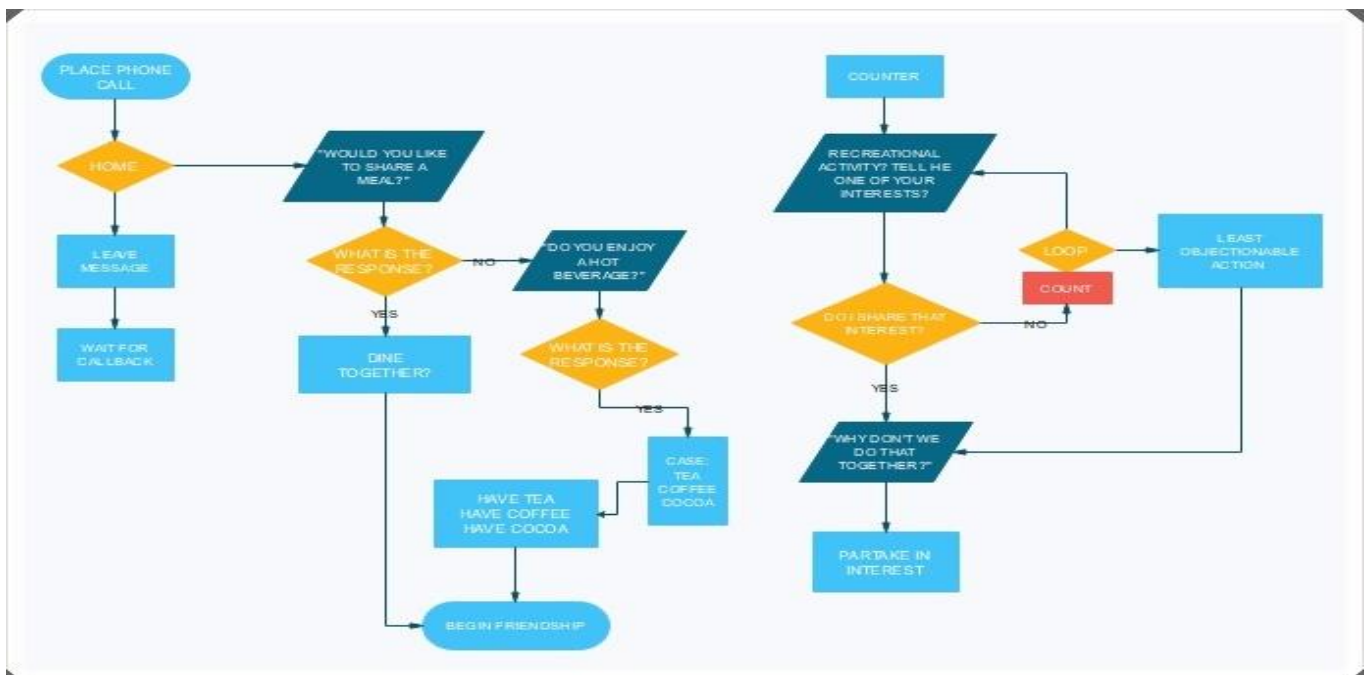 PLACE PHONE
CALL
HOME
LEAVE
MESSAGE
WAIT FOR
CALLBACK
"WOULD YOU LIKE
TO SHARE A
MEAL?"
WHAT IS THE
RESPONSE?
NO
YES
DINE
TOGETHER?
"DO YOU ENJOY
A HOT
BEVERAGE?"
WHAT IS THE
RESPONSE?
YES
CASE:
TEA
COFFEE
COCOA
HAVE TEA
HAVE COFFEE
HAVE COCOA
BEGIN FRIENDSHIP
COUNTER
RECREATIONAL
ACTIVITY? TELL HE
ONE OF YOUR
INTERESTS?
DO I SHARE THAT
INTEREST?
NO
COUNT
LOOP
LEAST
OBJECTIONABLE
ACTION
YES
"WHY DON'T WE
DO THAT
TOGETHER?"
PARTAKE IN
INTEREST